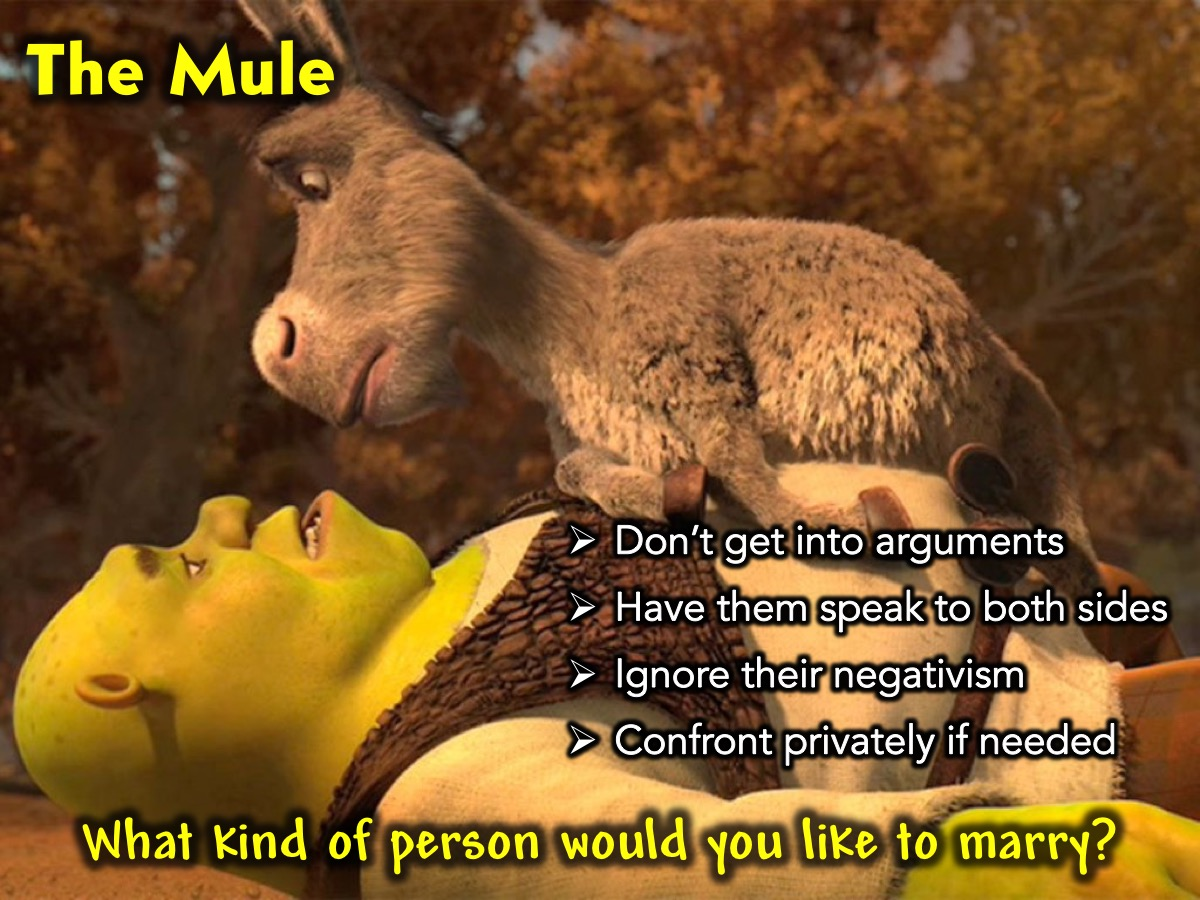 The Mule
➢ Don’t get into arguments
➢ Have them speak to both sides
➢ Ignore their negativism
➢ Confront privately if needed
What kind of person would you like to marry?